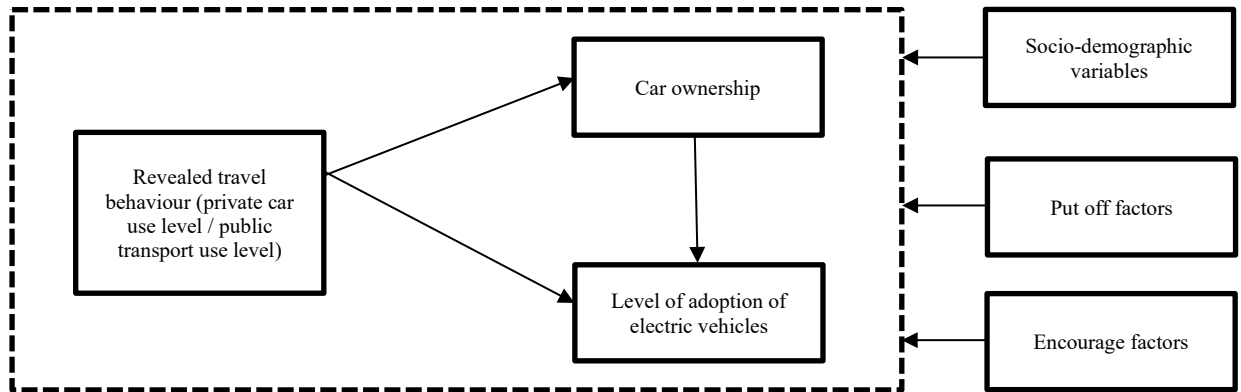 Socio-demographic
variables
Car ownership
Revealed travel
behaviour (private car
use level / public
transport use level)
Put off factors
Level of adoption of
electric vehicles
Encourage factors